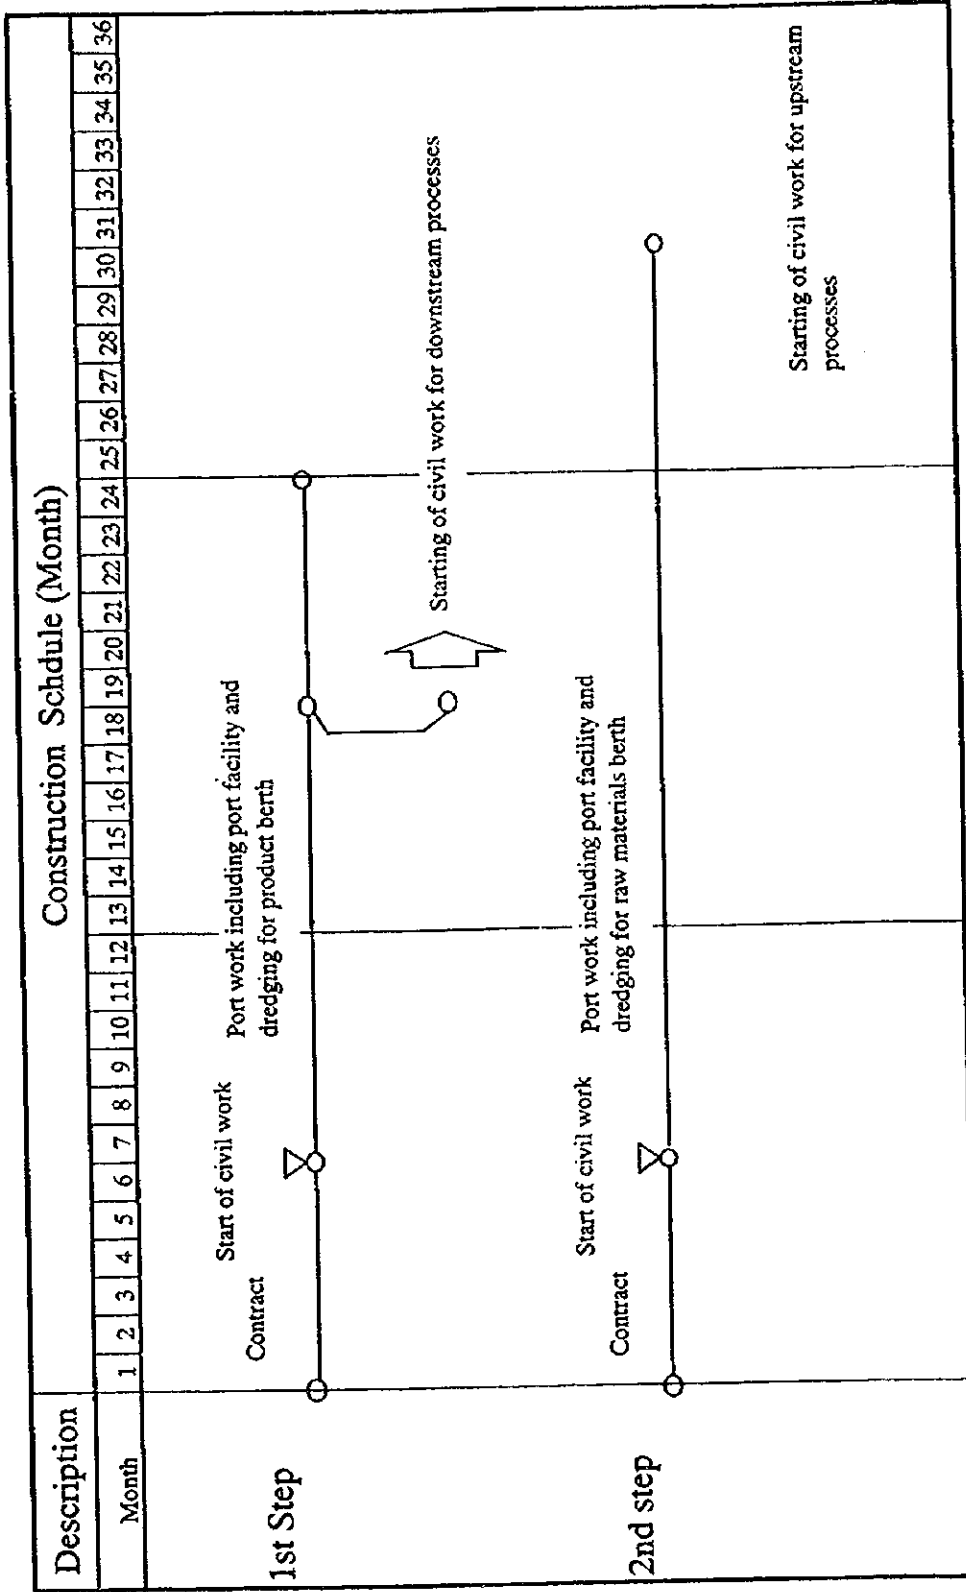 Description
Construction Schdule (Month)
Month
1 2 3 4 5 6 7 8 9 10 11 12 13 14 15 16 17 18 19 20 21 22 23 24 25 26 27 28 29 30 31 32 33 34 35 36
1st Step
Contract
Start of civil work
Port work including port facility and
dredging for product berth
Starting of civil work for downstream processes
2nd step
Contract
Start of civil work
Port work including port facility and
dredging for raw materials berth
Starting of civil work for upstream
processes